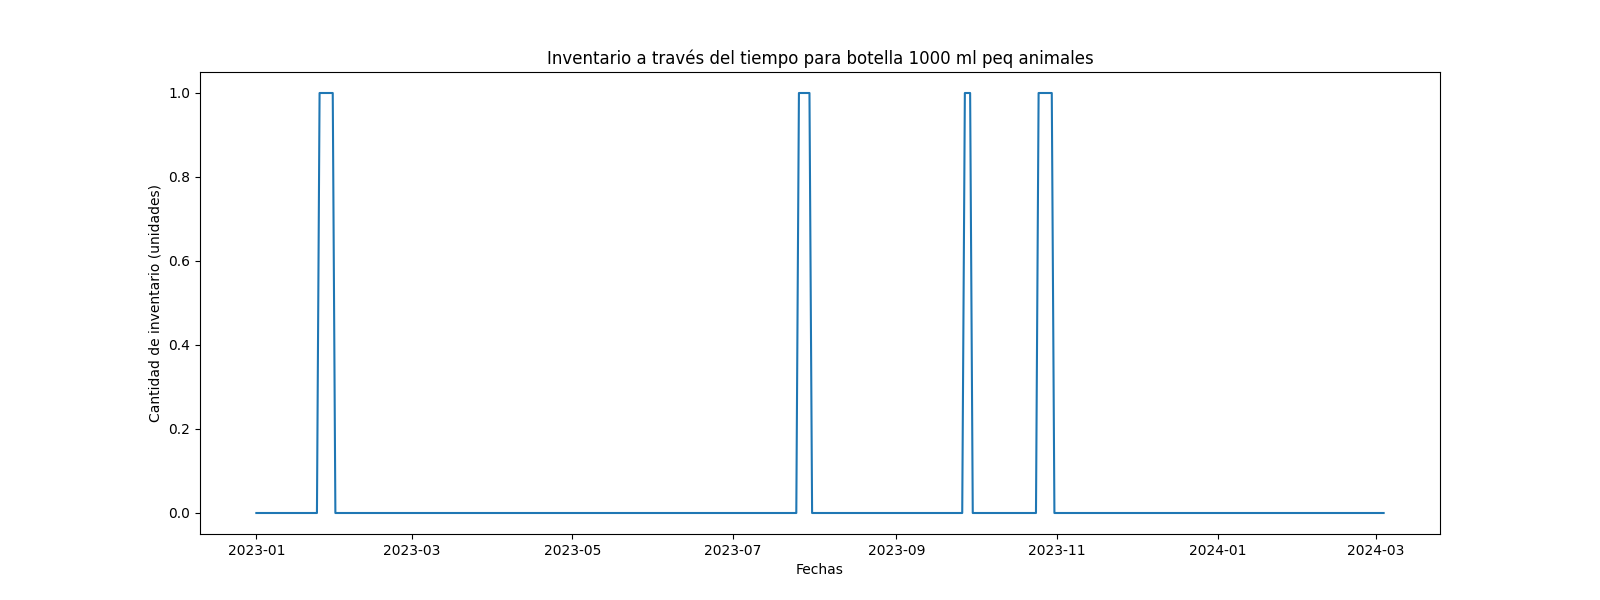 Inventario a través del tiempo para botella 1000 ml peq animales
Cantidad de inventario (unidades)
1.0
0.8
0.6
0.4
0.2
0.0
2023-01 2023-03 2023-05 2023-07 2023-09 2023-11 2024-01 2024-03
Fechas